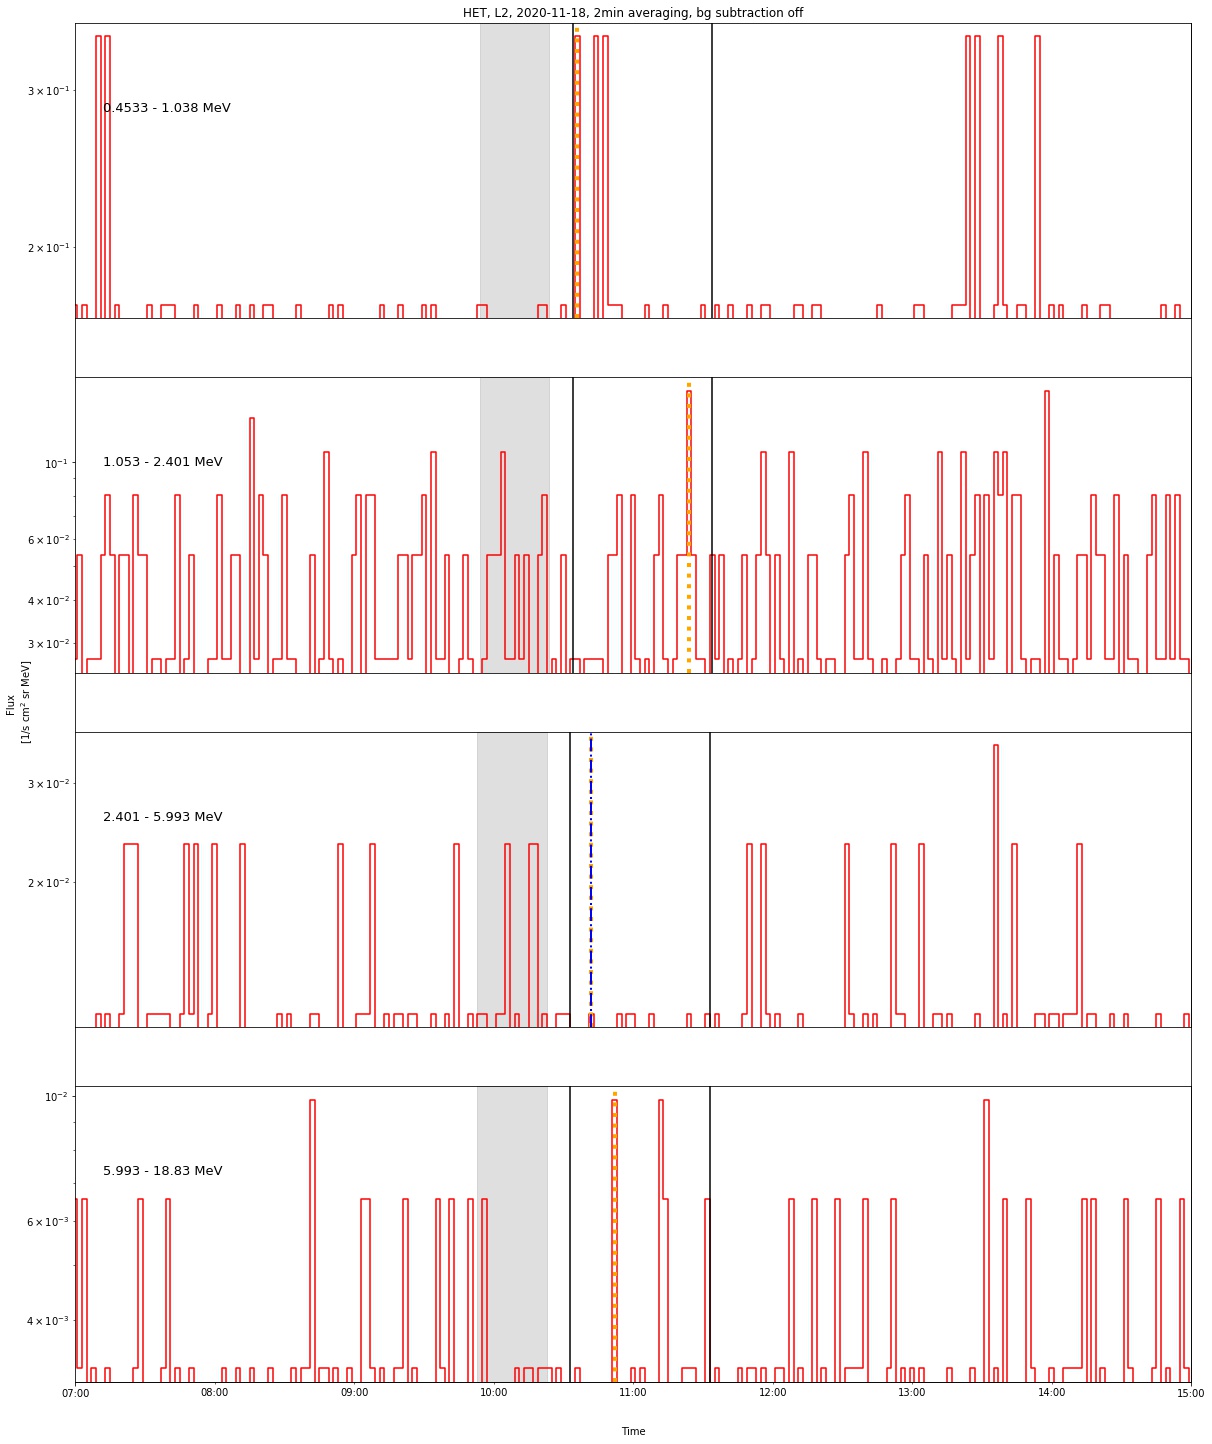 HET, L2, 2020-11-18, 2min averaging, bg subtraction off
3 × 10⁻¹
0.4533 - 1.038 MeV
2 × 10⁻¹
10⁻¹
1.053 - 2.401 MeV
6 × 10⁻²
4 × 10⁻²
3 × 10⁻²
Flux
[1/s cm² sr MeV]
3 × 10⁻²
2.401 - 5.993 MeV
2 × 10⁻²
10⁻²
5.993 - 18.83 MeV
6 × 10⁻³
4 × 10⁻³
07:00 08:00 09:00 10:00 11:00 12:00 13:00 14:00 15:00
Time